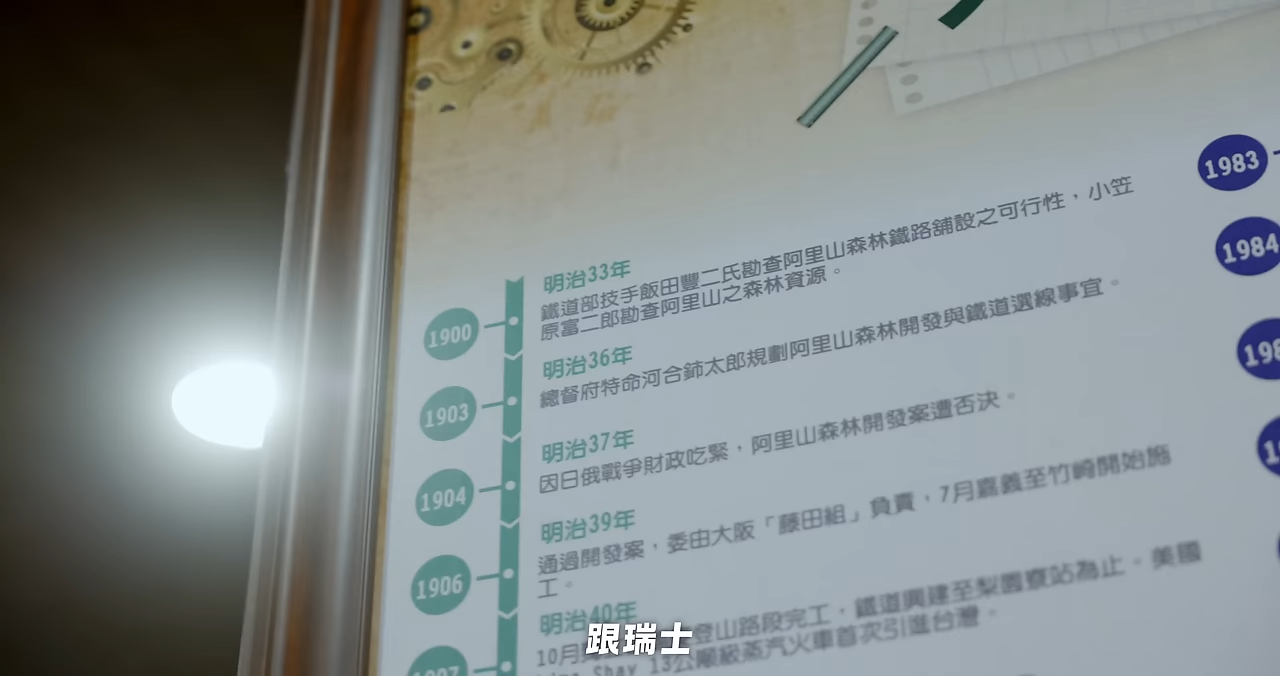 1900
明治33年
鐵道部技手飯田豐二氏勘查阿里山森林鐵路舖設之可行性，小笠
原富二郎勘查阿里山之森林資源。
1903
明治36年
總督府特命河合鈰太郎規劃阿里山森林開發與鐵道選線事宜。
1904
明治37年
因日俄戰爭財政吃緊，阿里山森林開發案遭否決。
1906
明治39年
通過開發案，委由大阪「藤田組」負責，7月嘉義至竹崎開始施
工。
明治40年
10月 登山路段完工，鐵道興建至梨園寮站為止。美國
Shay 13公噸級蒸汽火車首次引進台灣。
1983
1984
跟瑞士